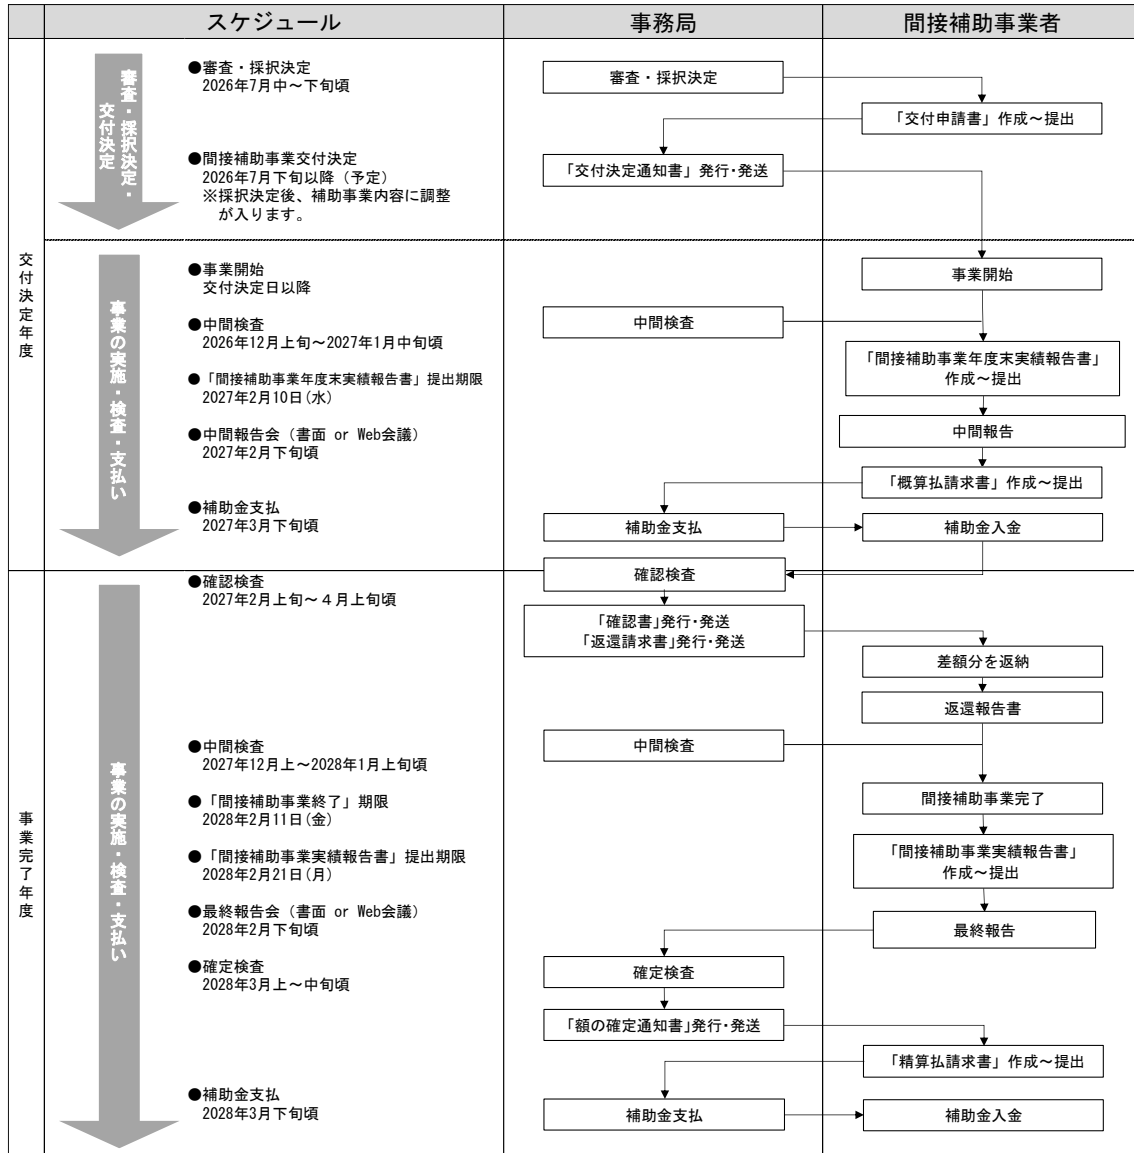 スケジュール
事務局
間接補助事業者
交付決定年度
審査・採択決定・
交付決定
●審査・採択決定
2026年7月中～下旬頃
●間接補助事業交付決定
2026年7月下旬以降（予定）
※採択決定後、補助事業内容に調整
が入ります。
審査・採択決定
「交付申請書」作成～提出
「交付決定通知書」発行・発送
事業の実施・検査・支払い
●事業開始
交付決定日以降
●中間検査
2026年12月上旬～2027年1月中旬頃
●「間接補助事業年度末実績報告書」提出期限
2027年2月10日(水)
●中間報告会（書面 or Web会議）
2027年2月下旬頃
●補助金支払
2027年3月下旬頃
事業開始
中間検査
「間接補助事業年度末実績報告書」
作成～提出
中間報告
「概算払請求書」作成～提出
補助金支払
補助金入金
事業完了年度
事業の実施・検査・支払い
●確認検査
2027年2月上旬～４月上旬頃
●中間検査
2027年12月上～2028年1月上旬頃
●「間接補助事業終了」期限
2028年2月11日(金)
●「間接補助事業実績報告書」提出期限
2028年2月21日(月)
●最終報告会（書面 or Web会議）
2028年2月下旬頃
●確定検査
2028年3月上～中旬頃
●補助金支払
2028年3月下旬頃
確認検査
「確認書」発行・発送
「返還請求書」発行・発送
差額分を返納
返還報告書
中間検査
間接補助事業完了
「間接補助事業実績報告書」
作成～提出
最終報告
確定検査
「額の確定通知書」発行・発送
「精算払請求書」作成～提出
補助金支払
補助金入金